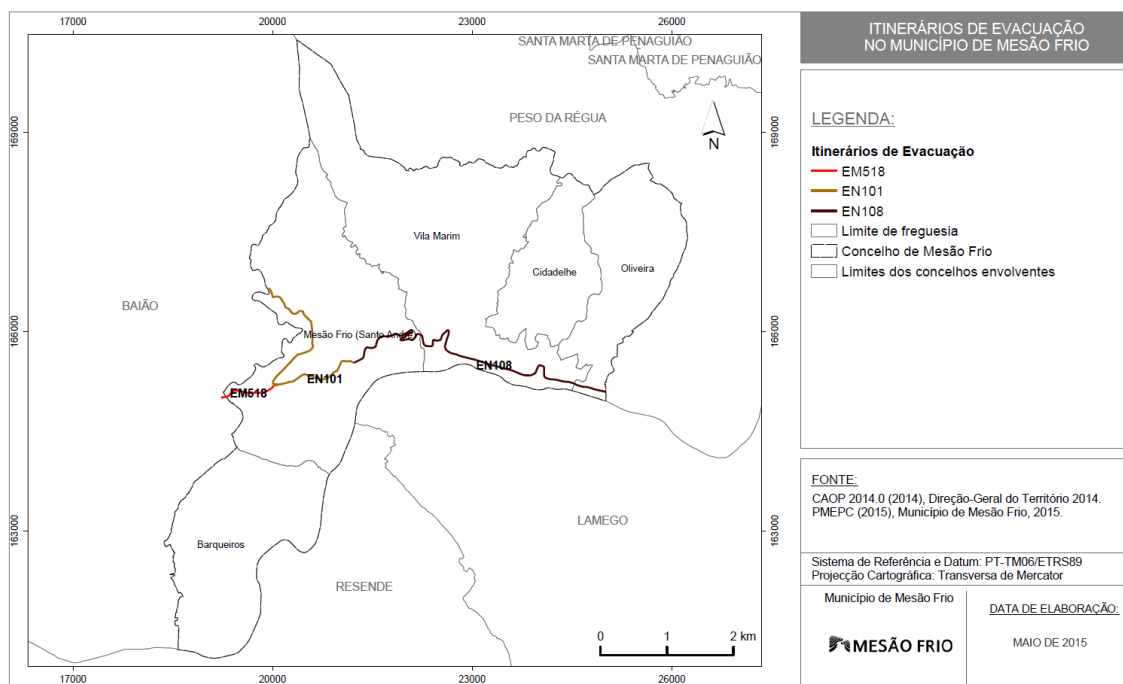 17000
20000
23000
26000
ITINERÁRIOS DE EVACUAÇÃO
NO MUNICÍPIO DE MESÃO FRIO
SANTA MARTA DE PENAGUIÃO
SANTA MARTA DE PENAGUIÃO
PESO DA RÉGUA
169000
169000
N
LEGENDA:
Itinerários de Evacuação
EM518
EN101
EN108
Limite de freguesia
Concelho de Mesão Frio
Limites dos concelhos envolventes
Vila Marim
Cidadelhe
Oliveira
BAIÃO
166000
166000
Mesão Frio (Santo André)
EN108
EN101
EM518
FONTE:
CAOP 2014.0 (2014), Direção-Geral do Território 2014.
PMEPC (2015), Município de Mesão Frio, 2015.
LAMEGO
163000
163000
Barqueiros
RESENDE
Sistema de Referência e Datum: PT-TM06/ETRS89
Projecção Cartográfica: Transversa de Mercator
Município de Mesão Frio
MESÃO FRIO
DATA DE ELABORAÇÃO:
MAIO DE 2015
0 1 2 km
17000
20000
23000
26000